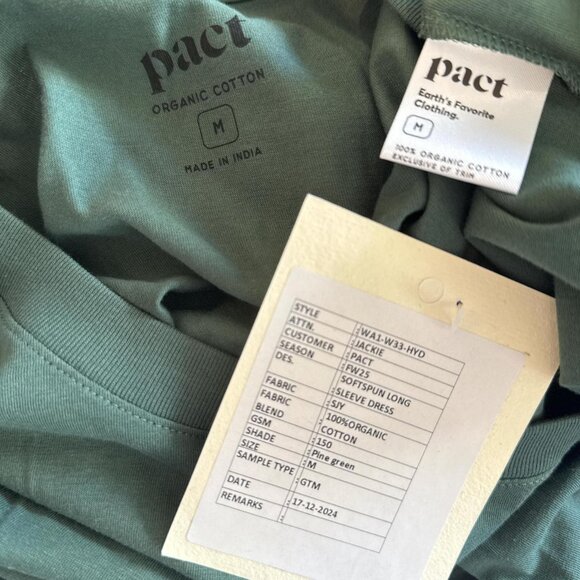 pact
ORGANIC COTTON
M
MADE IN INDIA
pact
Earth's Favorite
Clothing.
M
100% ORGANIC COTTON
EXCLUSIVE OF TRIM
STYLE : WA1-W33-HYD
ATTN. : JACKIE
CUSTOMER : PACT
SEASON : FW25
DES. : SOFTSPUN LONG
SLEEVE DRESS
FABRIC : SJY
FABRIC : 100%ORGANIC
BLEND COTTON
GSM : 150
SHADE : Pine green
SIZE : M
SAMPLE TYPE : GTM
DATE : 17-12-2024
REMARKS :